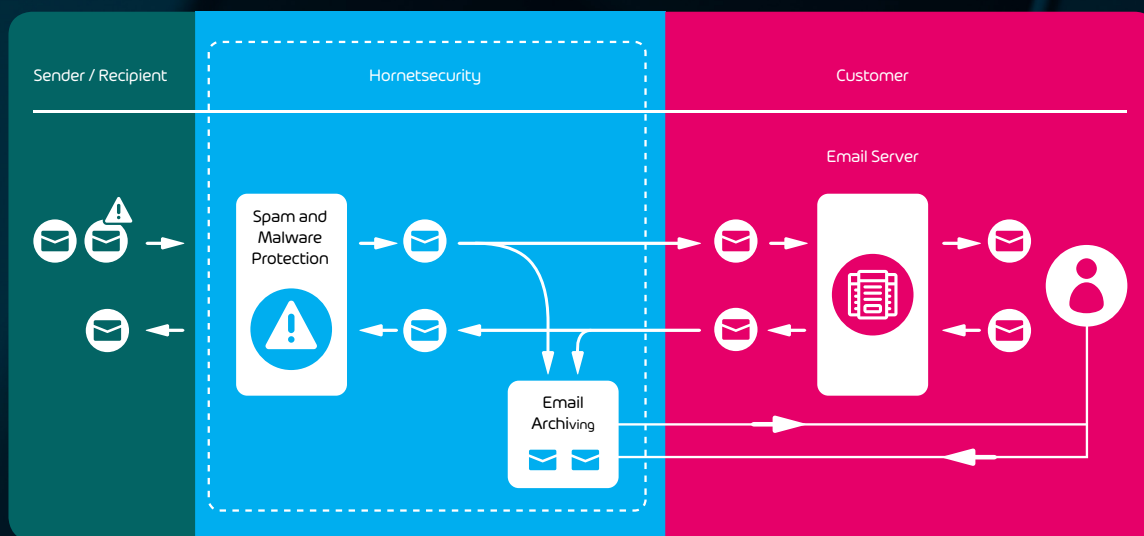 Sender / Recipient
Hornetsecurity
Customer
Email Server
Spam and
Malware
Protection
Email
Archiving